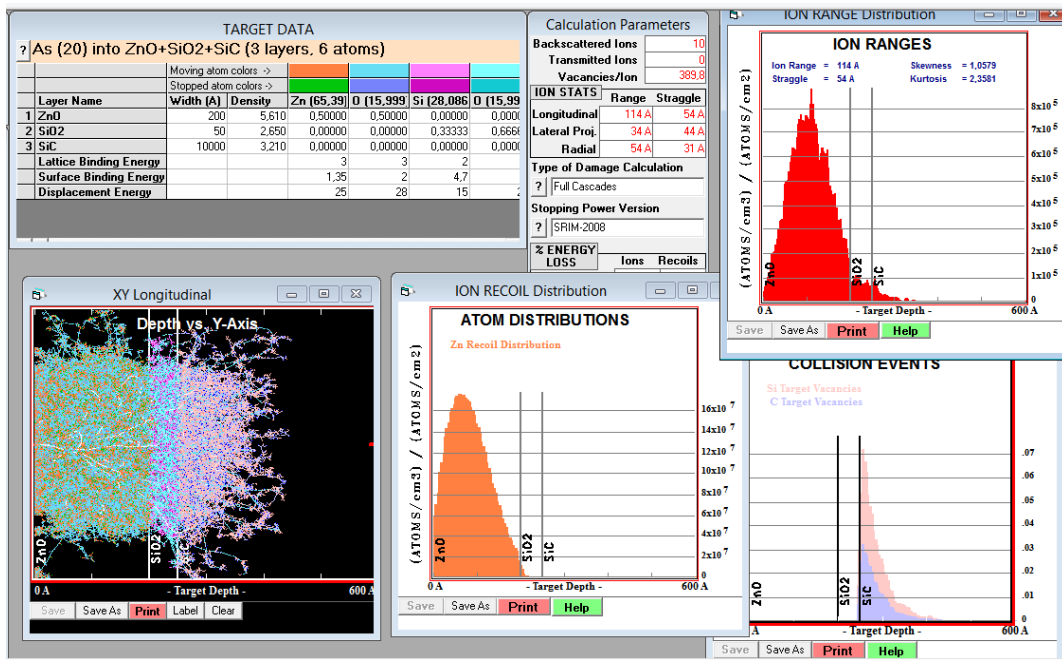 TARGET DATA
? As (20) into ZnO+SiO2+SiC (3 layers, 6 atoms)
Moving atom colors ->
Stopped atom colors ->
Layer Name Width (A) Density Zn (65,39) O (15,999 Si (28,086 O (15,99
1 ZnO 200 5,610 0,50000 0,50000 0,00000 0,0000
2 SiO2 50 2,650 0,00000 0,00000 0,33333 0,6666
3 SiC 10000 3,210 0,00000 0,00000 0,00000 0,0000
Lattice Binding Energy 3 3 2
Surface Binding Energy 1,35 2 4,7
Displacement Energy 25 28 15 2
Calculation Parameters
Backscattered Ions 10
Transmitted Ions 0
Vacancies/Ion 389,8
ION STATS Range Straggle
Longitudinal 114 A 54 A
Lateral Proj. 34 A 44 A
Radial 54 A 31 A
Type of Damage Calculation
? Full Cascades
Stopping Power Version
? SRIM-2008
% ENERGY LOSS Ions Recoils
ION RANGE Distribution
ION RANGES
Ion Range = 114 A Skewness = 1,0579
Straggle = 54 A Kurtosis = 2,3581
(ATOMS/cm3) / (ATOMS/cm2)
8x10 5
7x10 5
6x10 5
5x10 5
4x10 5
3x10 5
2x10 5
1x10 5
0
ZnO
SiO2
SiC
0 A - Target Depth - 600 A
Save Save As Print Help
XY Longitudinal
Depth vs. Y-Axis
ZnO
SiO2
SiC
0 A - Target Depth - 600 A
Save Save As Print Label Clear
ION RECOIL Distribution
ATOM DISTRIBUTIONS
Zn Recoil Distribution
(ATOMS/cm3) / (ATOMS/cm2)
16x10 7
14x10 7
12x10 7
10x10 7
8x10 7
6x10 7
4x10 7
2x10 7
0
ZnO
SiO2
SiC
0 A - Target Depth - 600 A
Save Save As Print Help
COLLISION EVENTS
Si Target Vacancies
C Target Vacancies
.07
.06
.05
.04
.03
.02
.01
0
ZnO
SiO2
SiC
A - Target Depth - 600 A
Save Save As Print Help